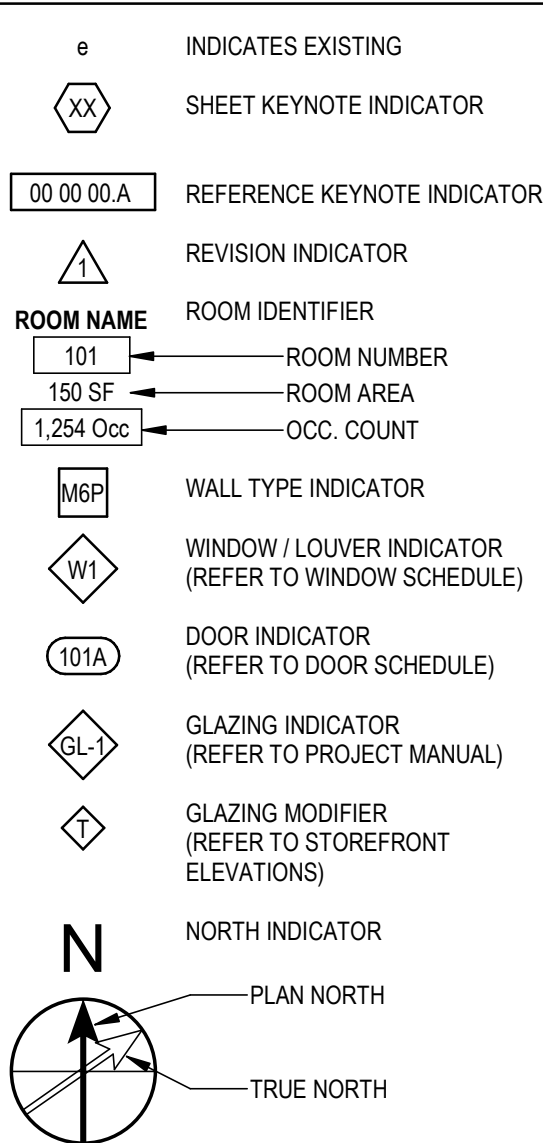 e INDICATES EXISTING
XX SHEET KEYNOTE INDICATOR
00 00 00.A REFERENCE KEYNOTE INDICATOR
1 REVISION INDICATOR
ROOM NAME ROOM IDENTIFIER
101 ROOM NUMBER
150 SF ROOM AREA
1,254 Occ OCC. COUNT
M6P WALL TYPE INDICATOR
W1 WINDOW / LOUVER INDICATOR
(REFER TO WINDOW SCHEDULE)
101A DOOR INDICATOR
(REFER TO DOOR SCHEDULE)
GL-1 GLAZING INDICATOR
(REFER TO PROJECT MANUAL)
T GLAZING MODIFIER
(REFER TO STOREFRONT
ELEVATIONS)
N NORTH INDICATOR
PLAN NORTH
TRUE NORTH